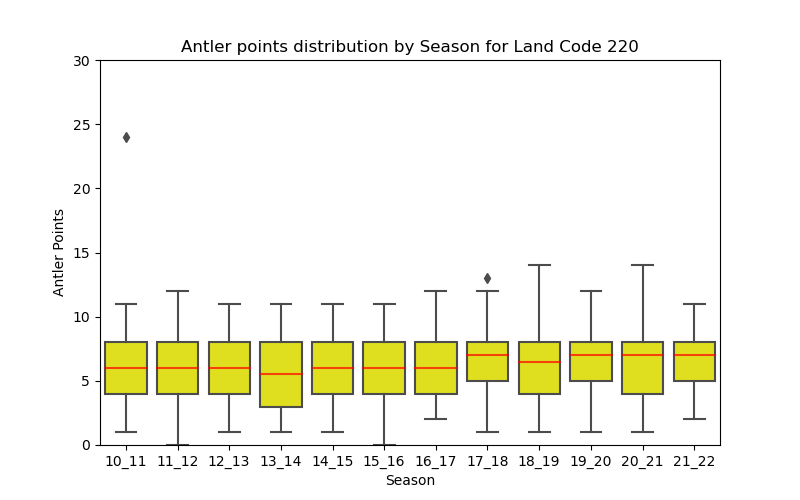 Antler points distribution by Season for Land Code 220
30
25
20
15
10
5
0
Antler Points
10_11 11_12 12_13 13_14 14_15 15_16 16_17 17_18 18_19 19_20 20_21 21_22
Season